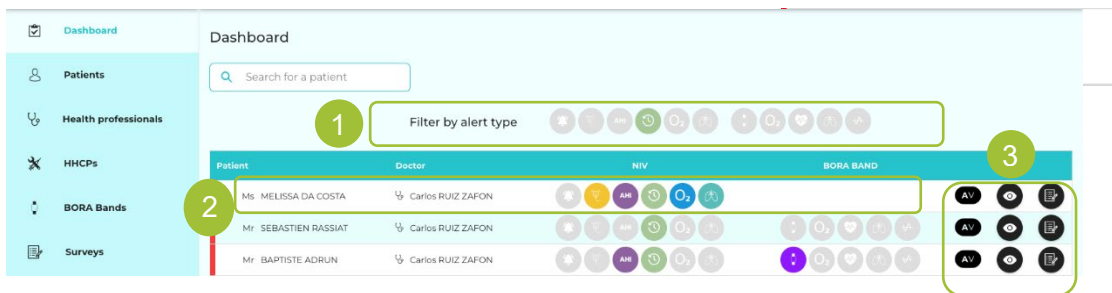 Dashboard
Patients
Health professionals
HHCPs
BORA Bands
Surveys
Dashboard
Search for a patient
1
Filter by alert type AHI O₂ O₂
3
Patient Doctor NIV BORA BAND
2
Ms MELISSA DA COSTA Carlos RUIZ ZAFON AHI O₂ AV
Mr SEBASTIEN RASSIAT Carlos RUIZ ZAFON AHI O₂ O₂ AV
Mr BAPTISTE ADRUN Carlos RUIZ ZAFON AHI O₂ O₂ AV